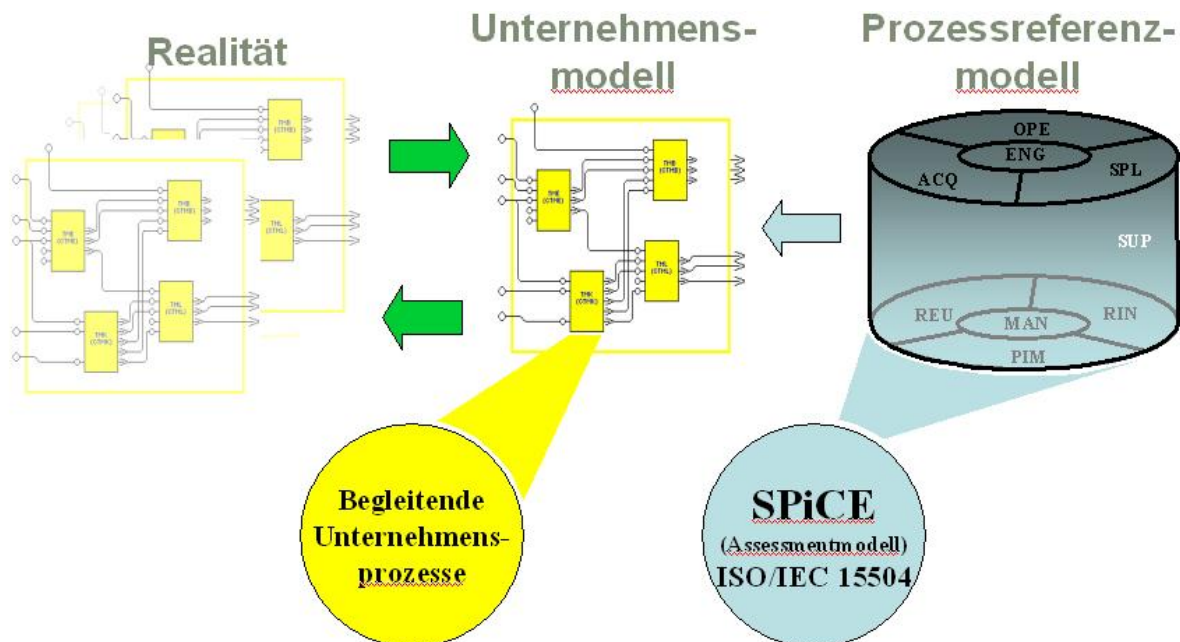 Realität
Unternehmens-
modell
Prozessreferenz-
modell
OPE
ENG
ACQ
SPL
SUP
REU
MAN
RIN
PIM
Begleitende
Unternehmens-
prozesse
SPiCE
(Assessmentmodell)
ISO/IEC 15504